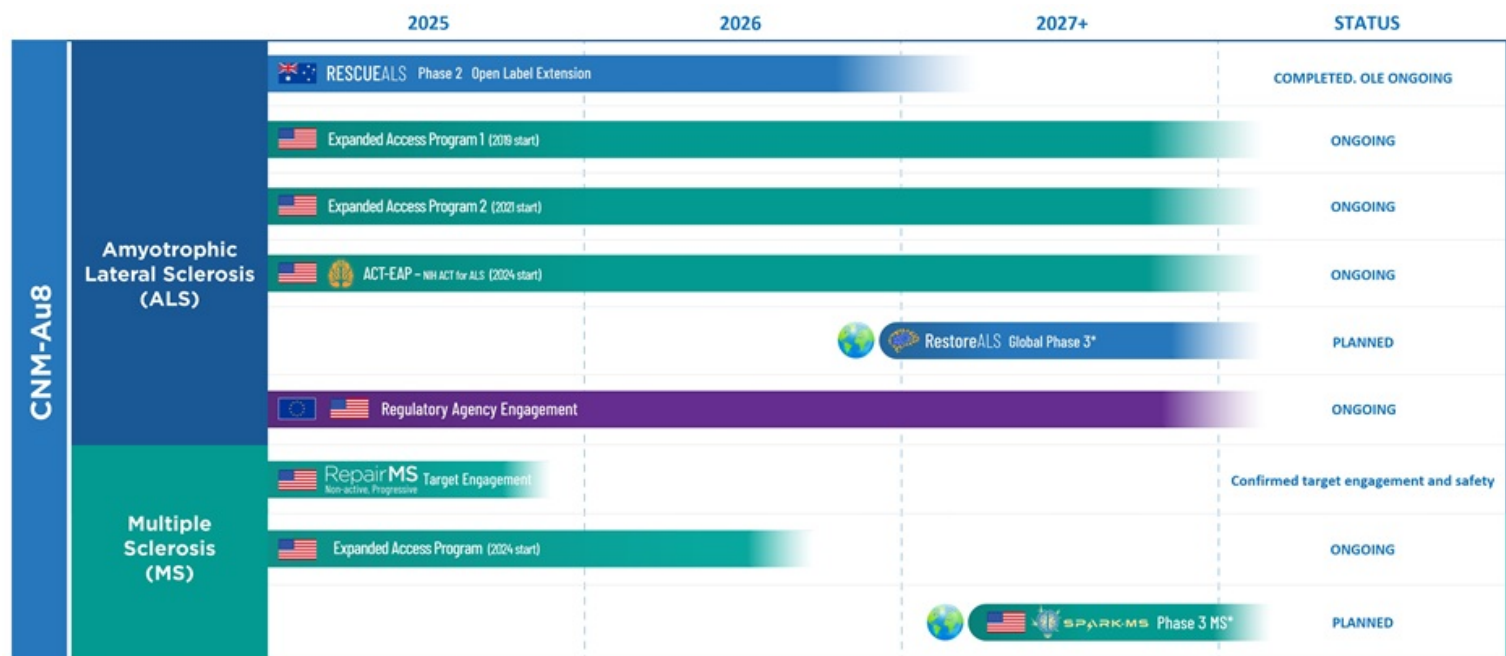 2025 2026 2027+ STATUS
CNM-Au8
Amyotrophic
Lateral Sclerosis
(ALS)
RESCUEALS Phase 2 Open Label Extension COMPLETED. OLE ONGOING
Expanded Access Program 1 (2019 start) ONGOING
Expanded Access Program 2 (2021 start) ONGOING
ACT-EAP – NIH ACT for ALS (2024 start) ONGOING
RestoreALS Global Phase 3* PLANNED
Regulatory Agency Engagement ONGOING
Multiple
Sclerosis
(MS)
RepairMS Target Engagement Confirmed target engagement and safety
Non-active, Progressive
Expanded Access Program (2024 start) ONGOING
SPARK-MS Phase 3 MS* PLANNED